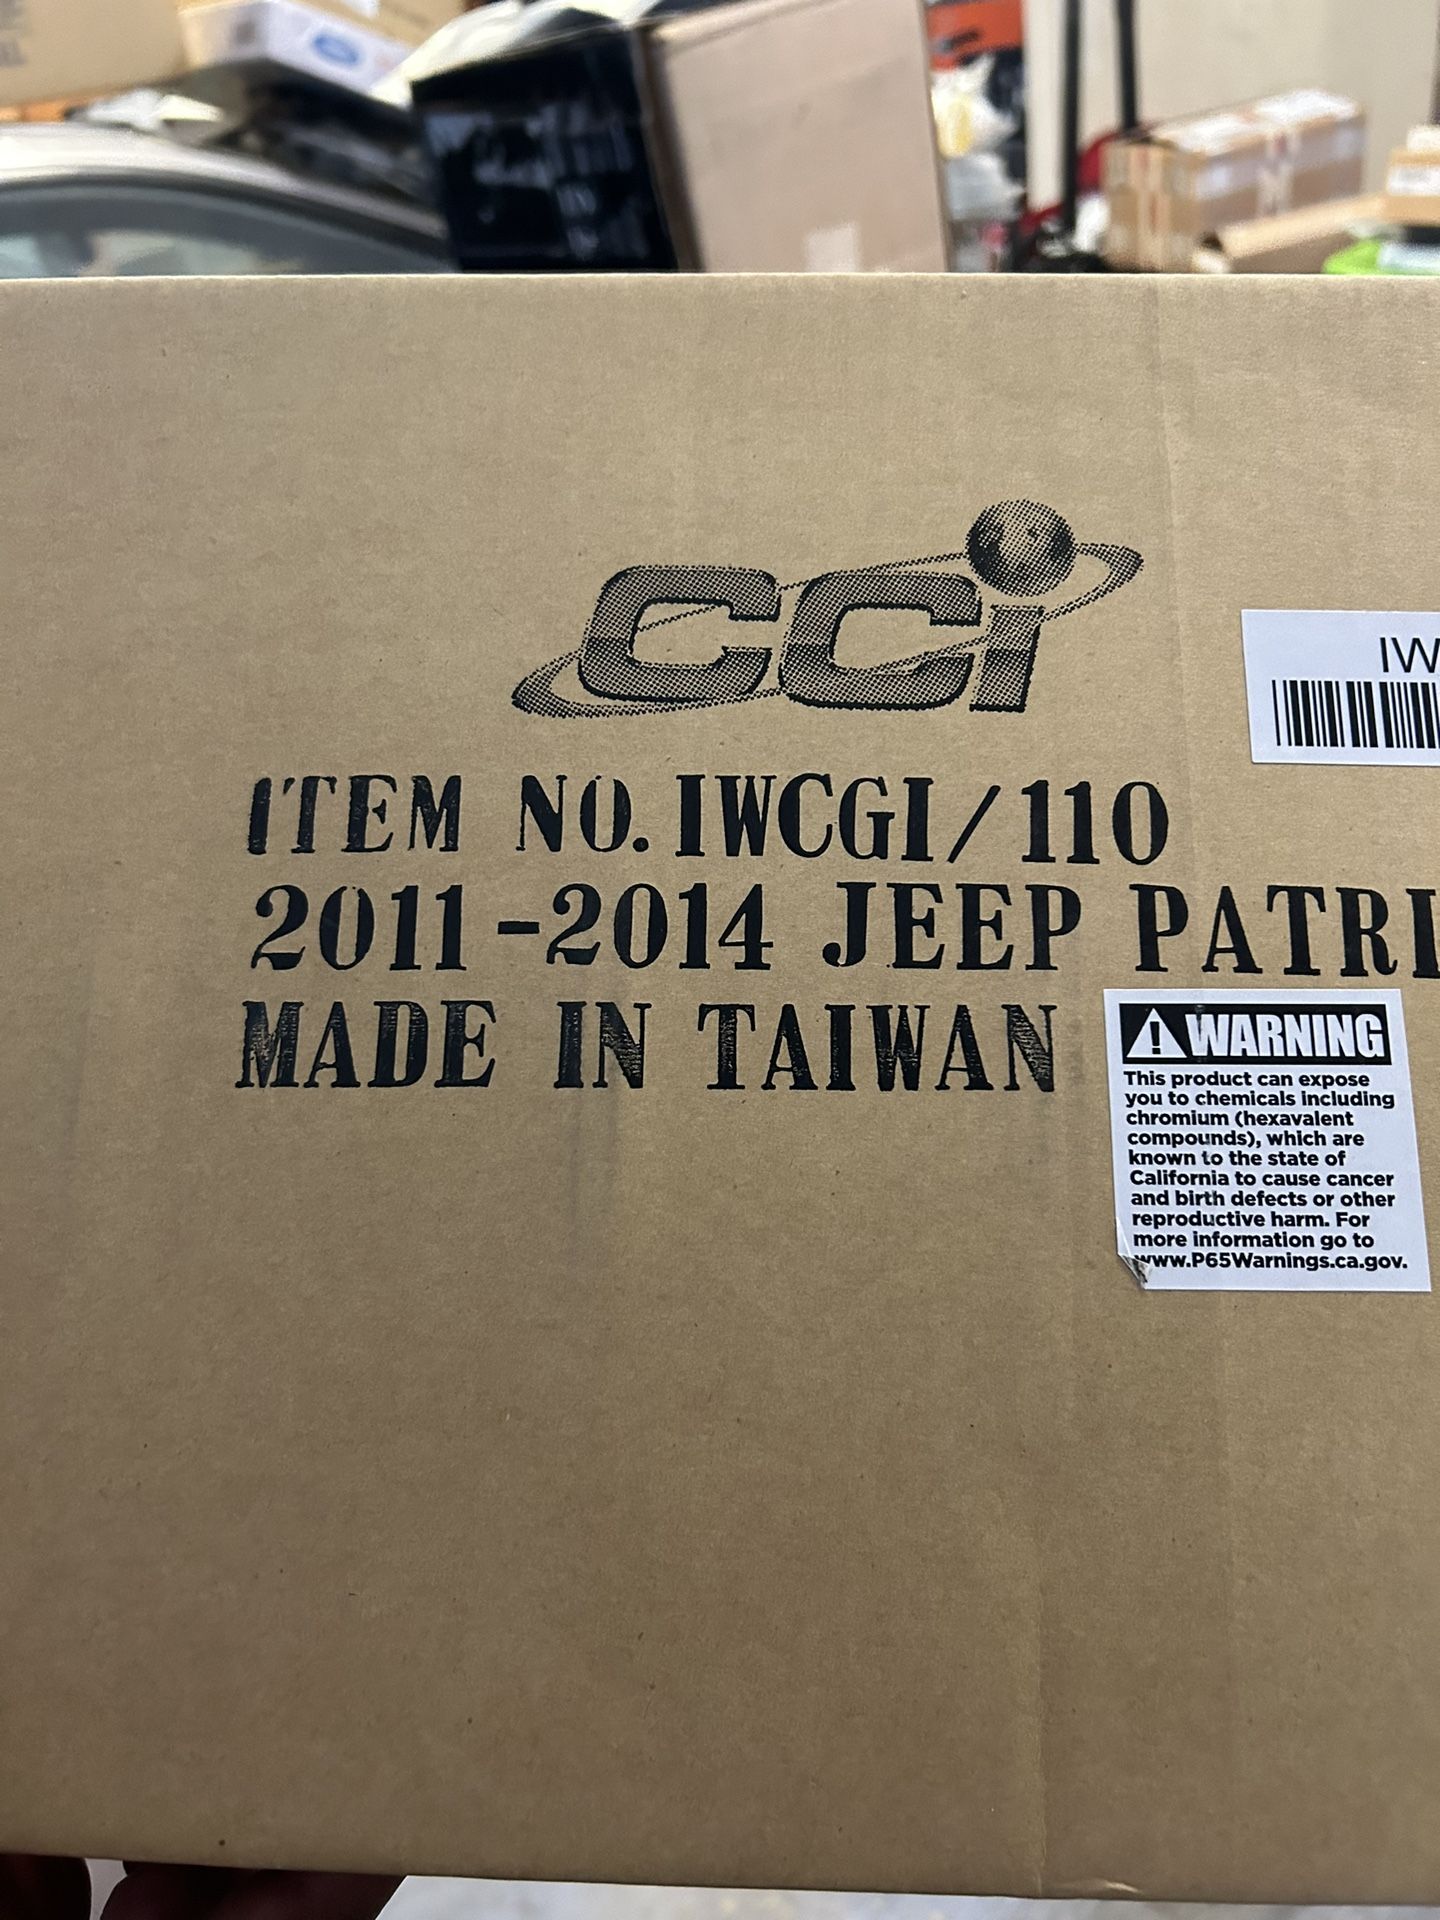 CCi
IW
ITEM NO.IWCGI/110
2011-2014 JEEP PATRI
MADE IN TAIWAN
WARNING
This product can expose
you to chemicals including
chromium (hexavalent
compounds), which are
known to the state of
California to cause cancer
and birth defects or other
reproductive harm. For
more information go to
www.P65Warnings.ca.gov.